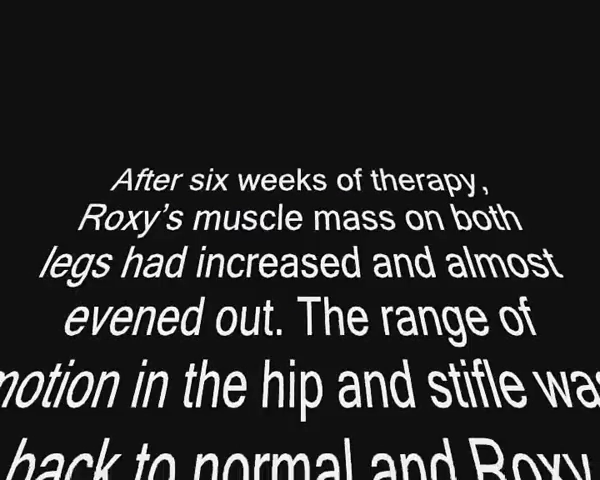 After six weeks of therapy,
Roxy's muscle mass on both
legs had increased and almost
evened out. The range of
motion in the hip and stifle was
back to normal and Roxy